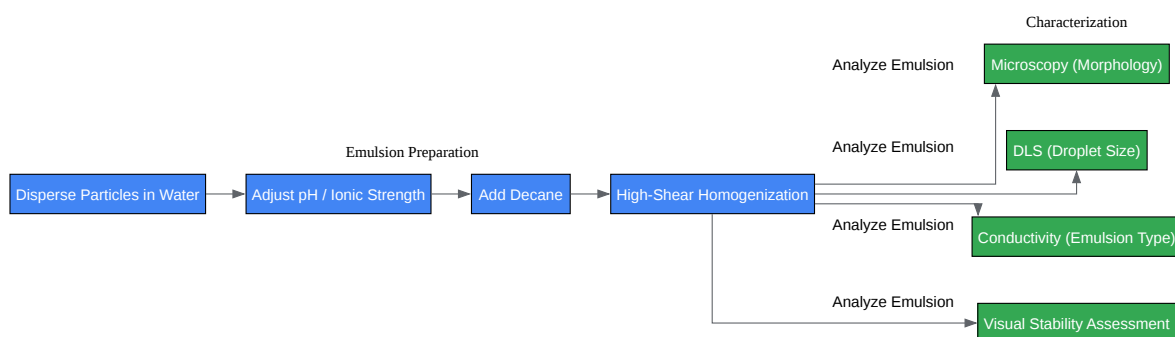 Characterization
Analyze Emulsion
Microscopy (Morphology)
Analyze Emulsion
DLS (Droplet Size)
Emulsion Preparation
Disperse Particles in Water
Adjust pH / Ionic Strength
Add Decane
High-Shear Homogenization
Analyze Emulsion
Conductivity (Emulsion Type)
Analyze Emulsion
Visual Stability Assessment